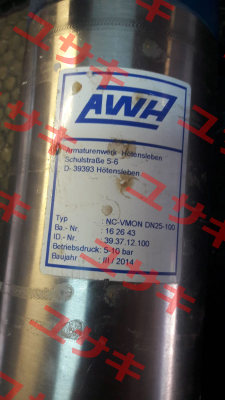 AWH
Armaturenwerk Hötensleben
Schulstraße 5-6
D- 39393 Hötensleben
Typ : NC-VMON DN25-100
Ba.- Nr. : 16 26 43
ID.- Nr. : 39.37 12.100
Betriebsdruck: 5-10 bar
Baujahr : III / 2014
ユサキ
ユサキ
ユサキ
ユサキ